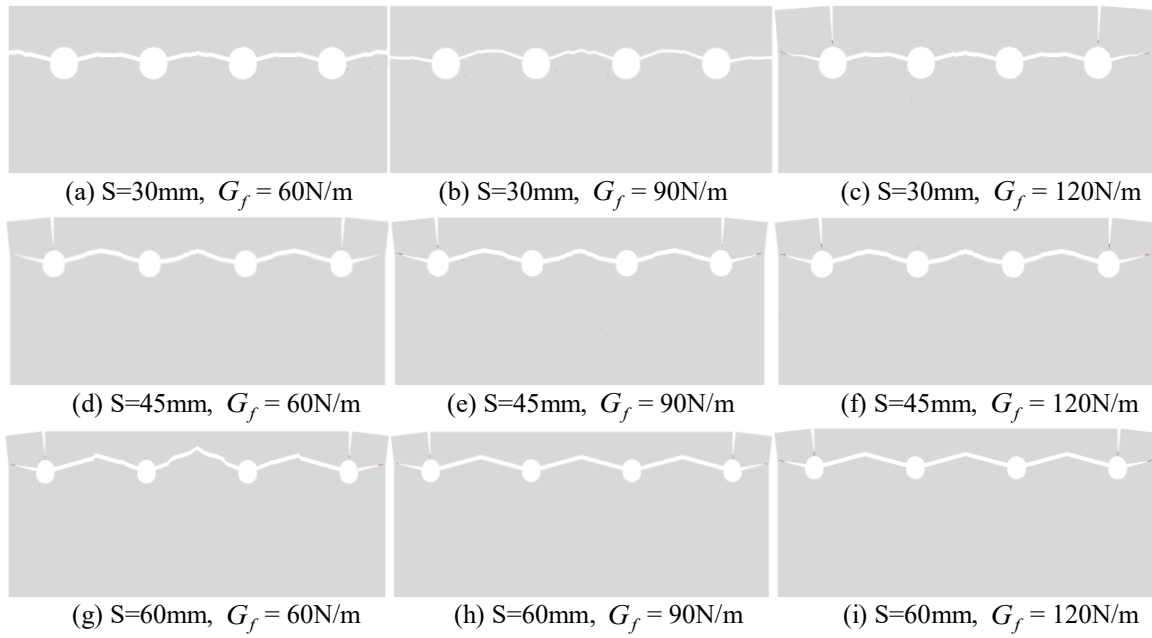 (a) S=30mm, G_f = 60N/m
(b) S=30mm, G_f = 90N/m
(c) S=30mm, G_f = 120N/m
(d) S=45mm, G_f = 60N/m
(e) S=45mm, G_f = 90N/m
(f) S=45mm, G_f = 120N/m
(g) S=60mm, G_f = 60N/m
(h) S=60mm, G_f = 90N/m
(i) S=60mm, G_f = 120N/m